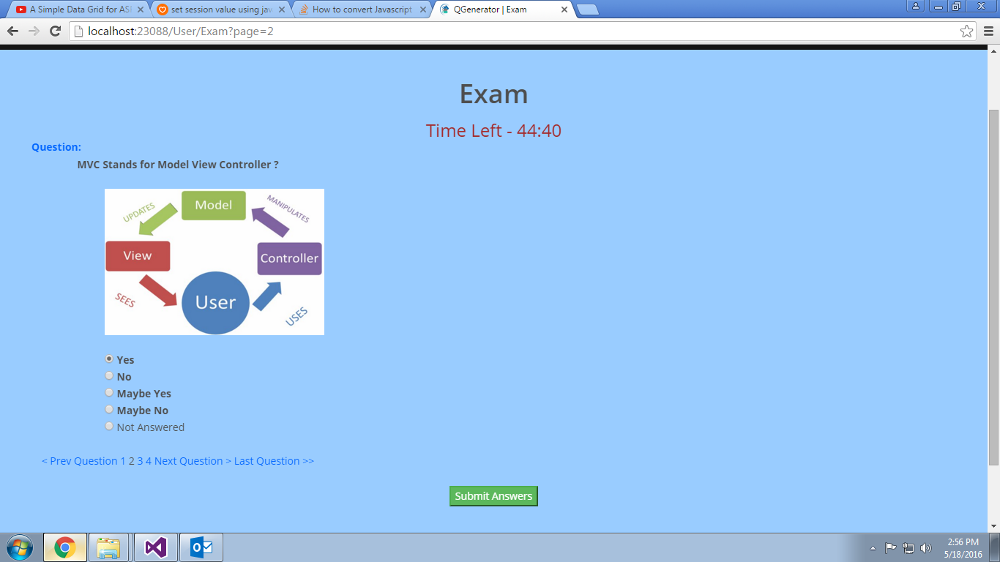 A Simple Data Grid for ASP
set session value using jav
How to convert Javascript
QGenerator | Exam
localhost:23088/User/Exam?page=2
Exam
Time Left - 44:40
Question:
MVC Stands for Model View Controller ?
Model
UPDATES
MANIPULATES
View
Controller
User
SEES
USES
Yes
No
Maybe Yes
Maybe No
Not Answered
< Prev Question 1 2 3 4 Next Question > Last Question >>
Submit Answers
2:56 PM
5/18/2016